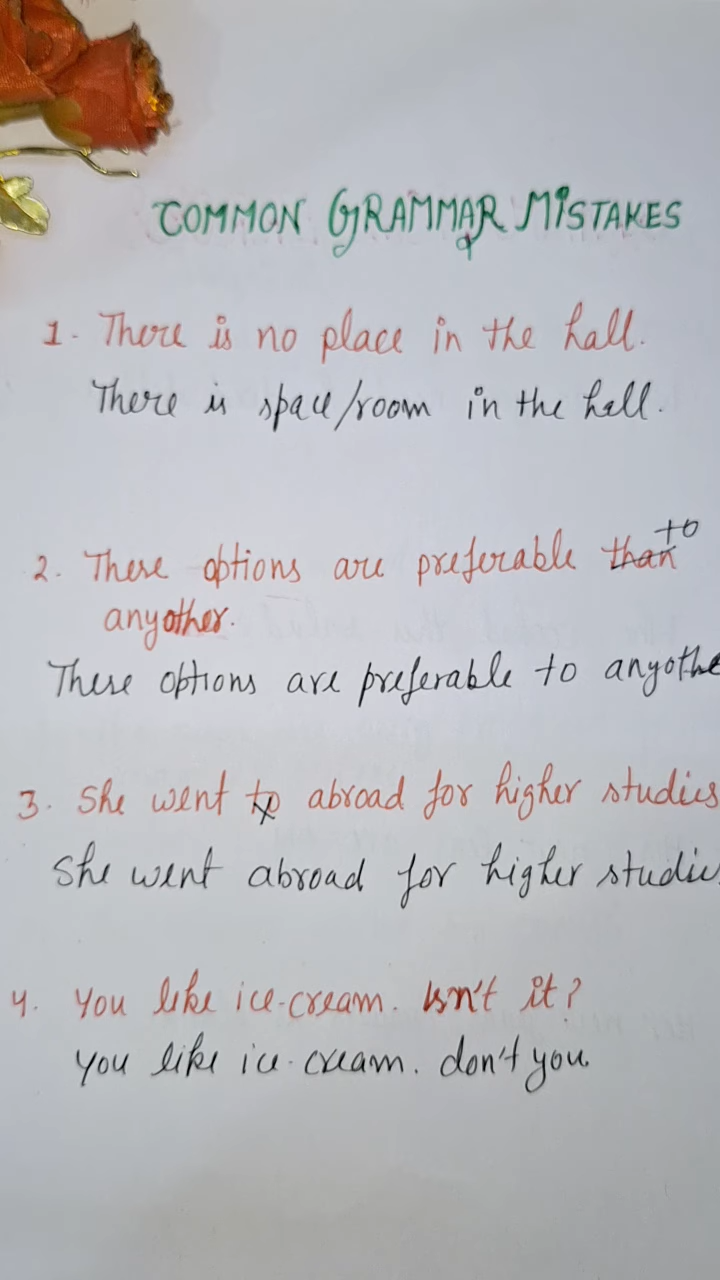 COMMON GRAMMAR MISTAKES
1. There is no place in the hall.
There is space/room in the hall.
to
2. These options are preferable than
anyother.
These options are preferable to anyothe
3. She went to abroad for higher studies
She went abroad for higher studies
4. You like ice-cream. Isn't it?
You like ice-cream. don't you